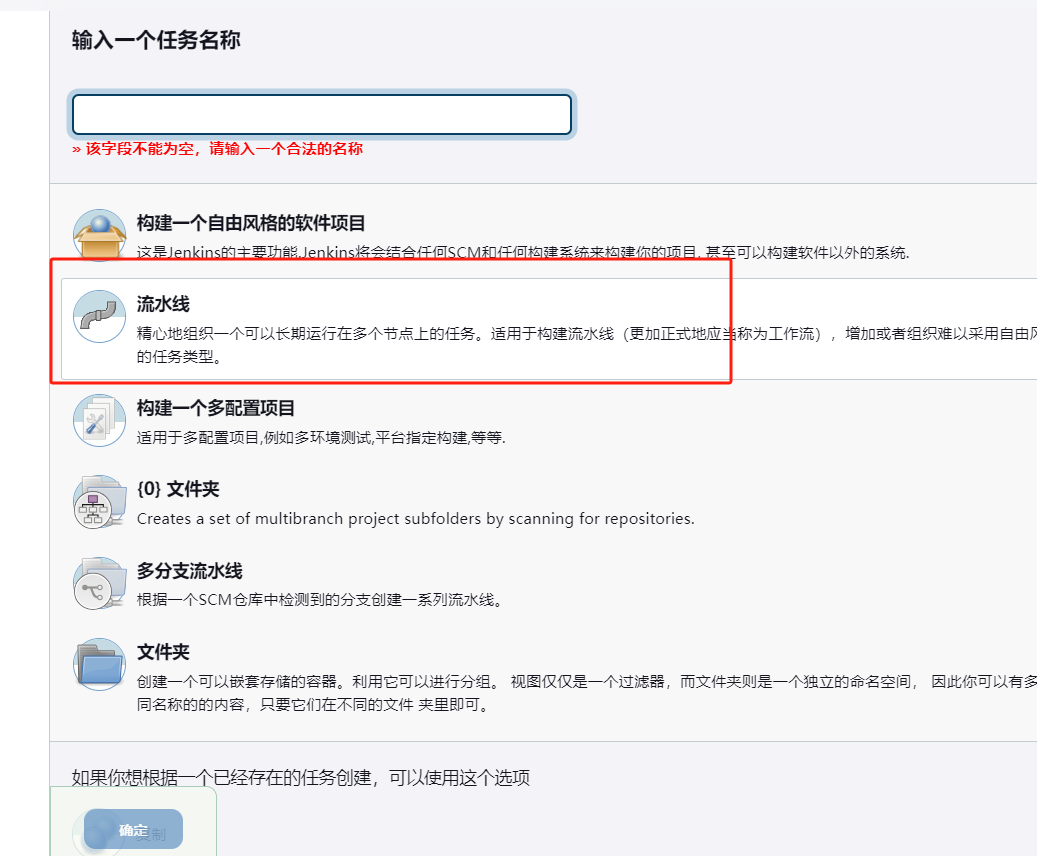 输入一个任务名称
» 该字段不能为空，请输入一个合法的名称
构建一个自由风格的软件项目
这是Jenkins的主要功能.Jenkins将会结合任何SCM和任何构建系统来构建你的项目, 甚至可以构建软件以外的系统.
流水线
精心地组织一个可以长期运行在多个节点上的任务。适用于构建流水线（更加正式地应当称为工作流），增加或者组织难以采用自由风
的任务类型。
构建一个多配置项目
适用于多配置项目,例如多环境测试,平台指定构建,等等.
{0} 文件夹
Creates a set of multibranch project subfolders by scanning for repositories.
多分支流水线
根据一个SCM仓库中检测到的分支创建一系列流水线。
文件夹
创建一个可以嵌套存储的容器。利用它可以进行分组。 视图仅仅是一个过滤器，而文件夹则是一个独立的命名空间， 因此你可以有多
同名称的的内容，只要它们在不同的文件 夹里即可。
如果你想根据一个已经存在的任务创建，可以使用这个选项
确定
复制